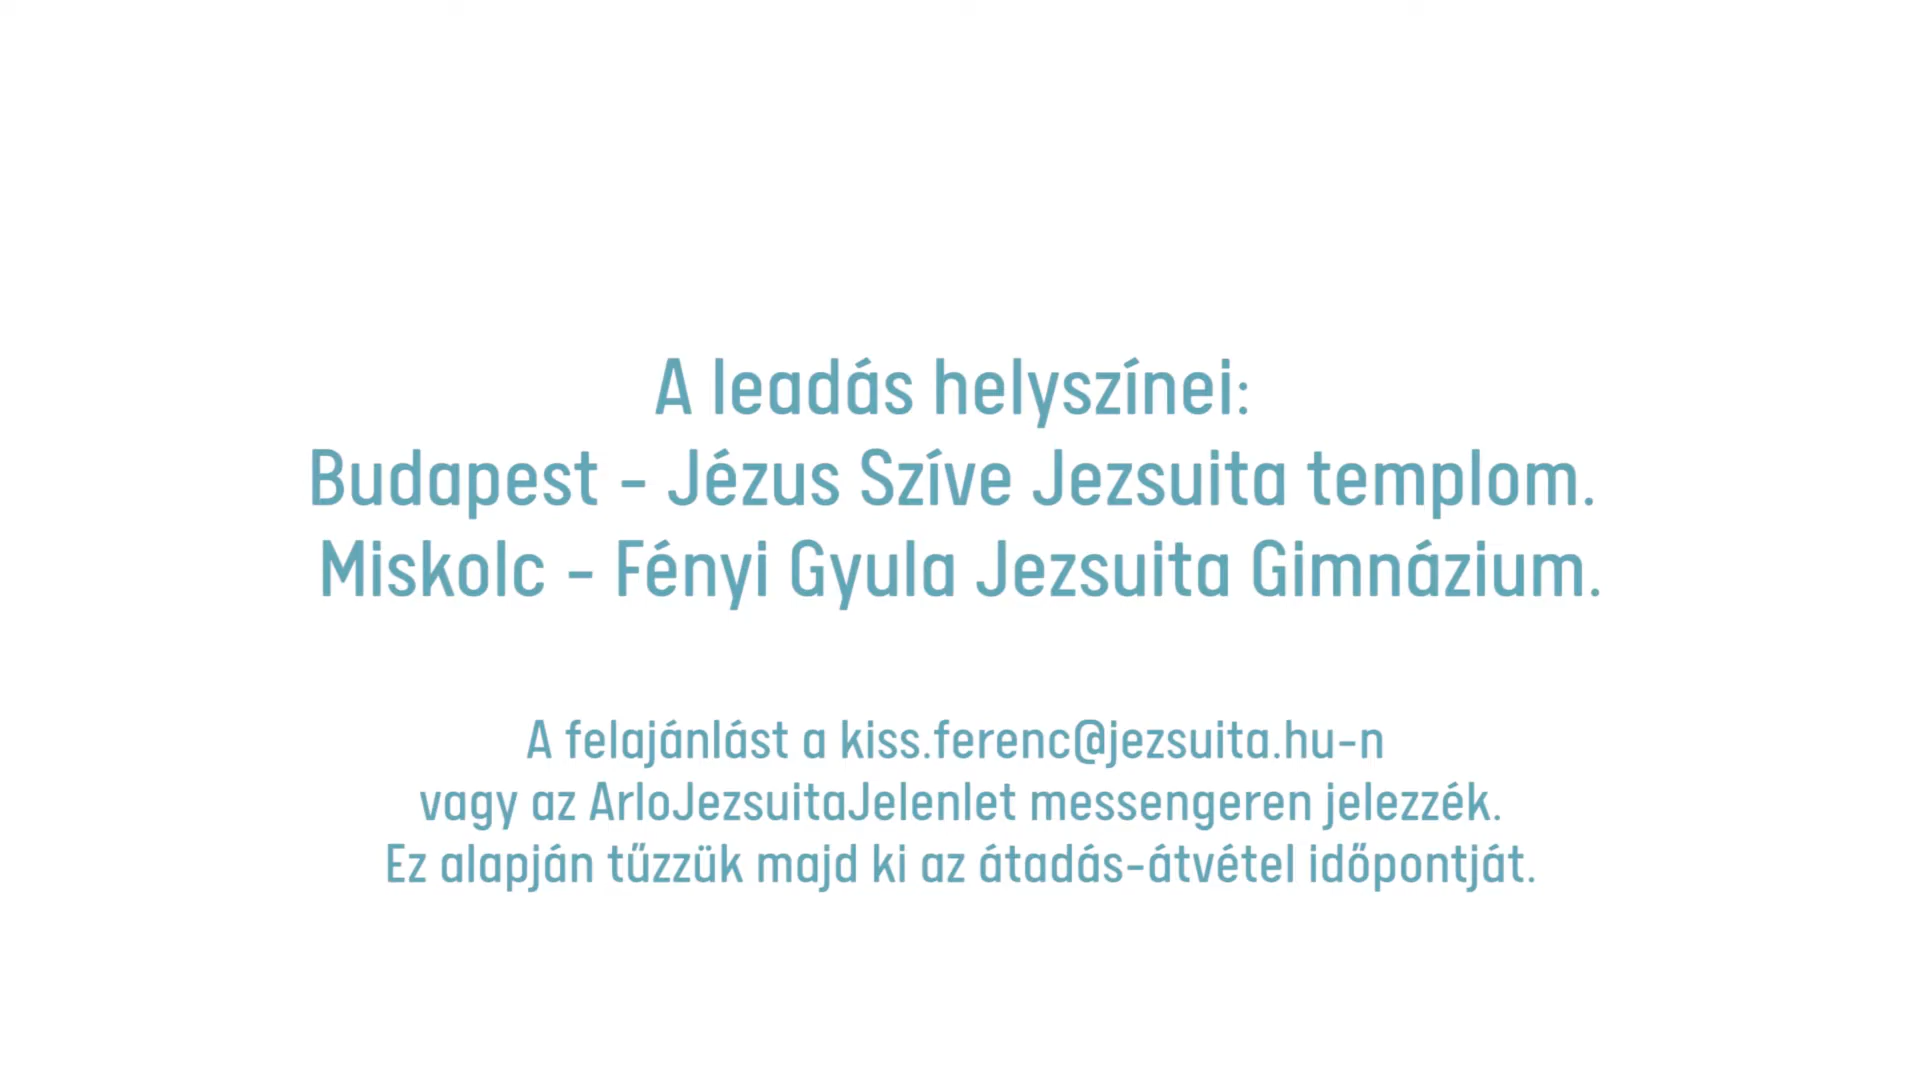 A leadás helyszínei:
Budapest - Jézus Szíve Jezsuita templom.
Miskolc - Fényi Gyula Jezsuita Gimnázium.
A felajánlást a kiss.ferenc@jezsuita.hu-n
vagy az ArloJezsuitaJelenlet messengeren jelezzék.
Ez alapján tűzzük majd ki az átadás-átvétel időpontját.